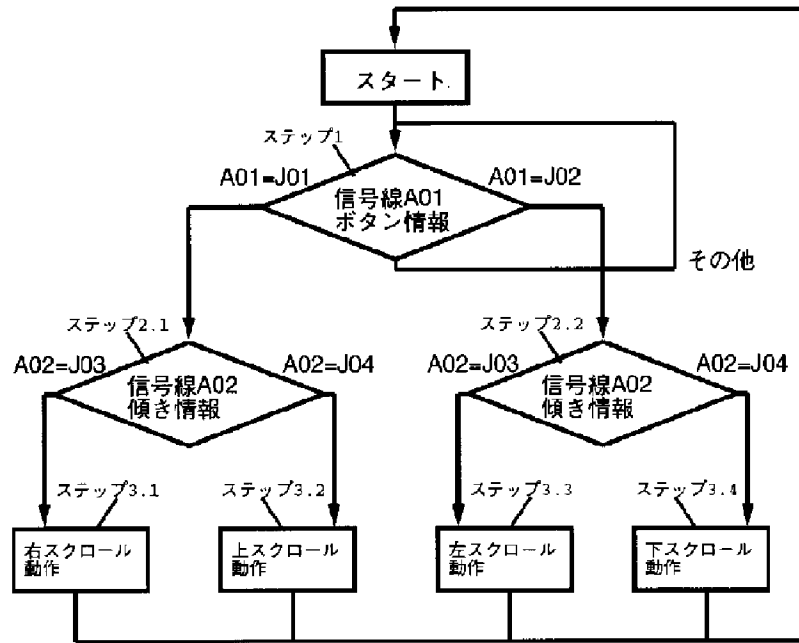 スタート
ステップ1
A01=J01
A01=J02
信号線A01
ボタン情報
その他
ステップ2.1
ステップ2.2
A02=J03
A02=J04
A02=J03
A02=J04
信号線A02
傾き情報
信号線A02
傾き情報
ステップ3.1
ステップ3.2
ステップ3.3
ステップ3.4
右スクロール
動作
上スクロール
動作
左スクロール
動作
下スクロール
動作